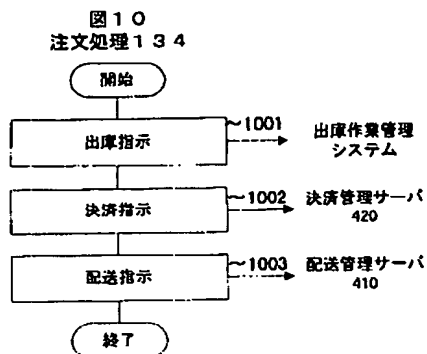 図10
注文処理134
開始
出庫指示
1001
出庫作業管理
システム
決済指示
1002
決済管理サーバ
420
配送指示
1003
配送管理サーバ
410
終了